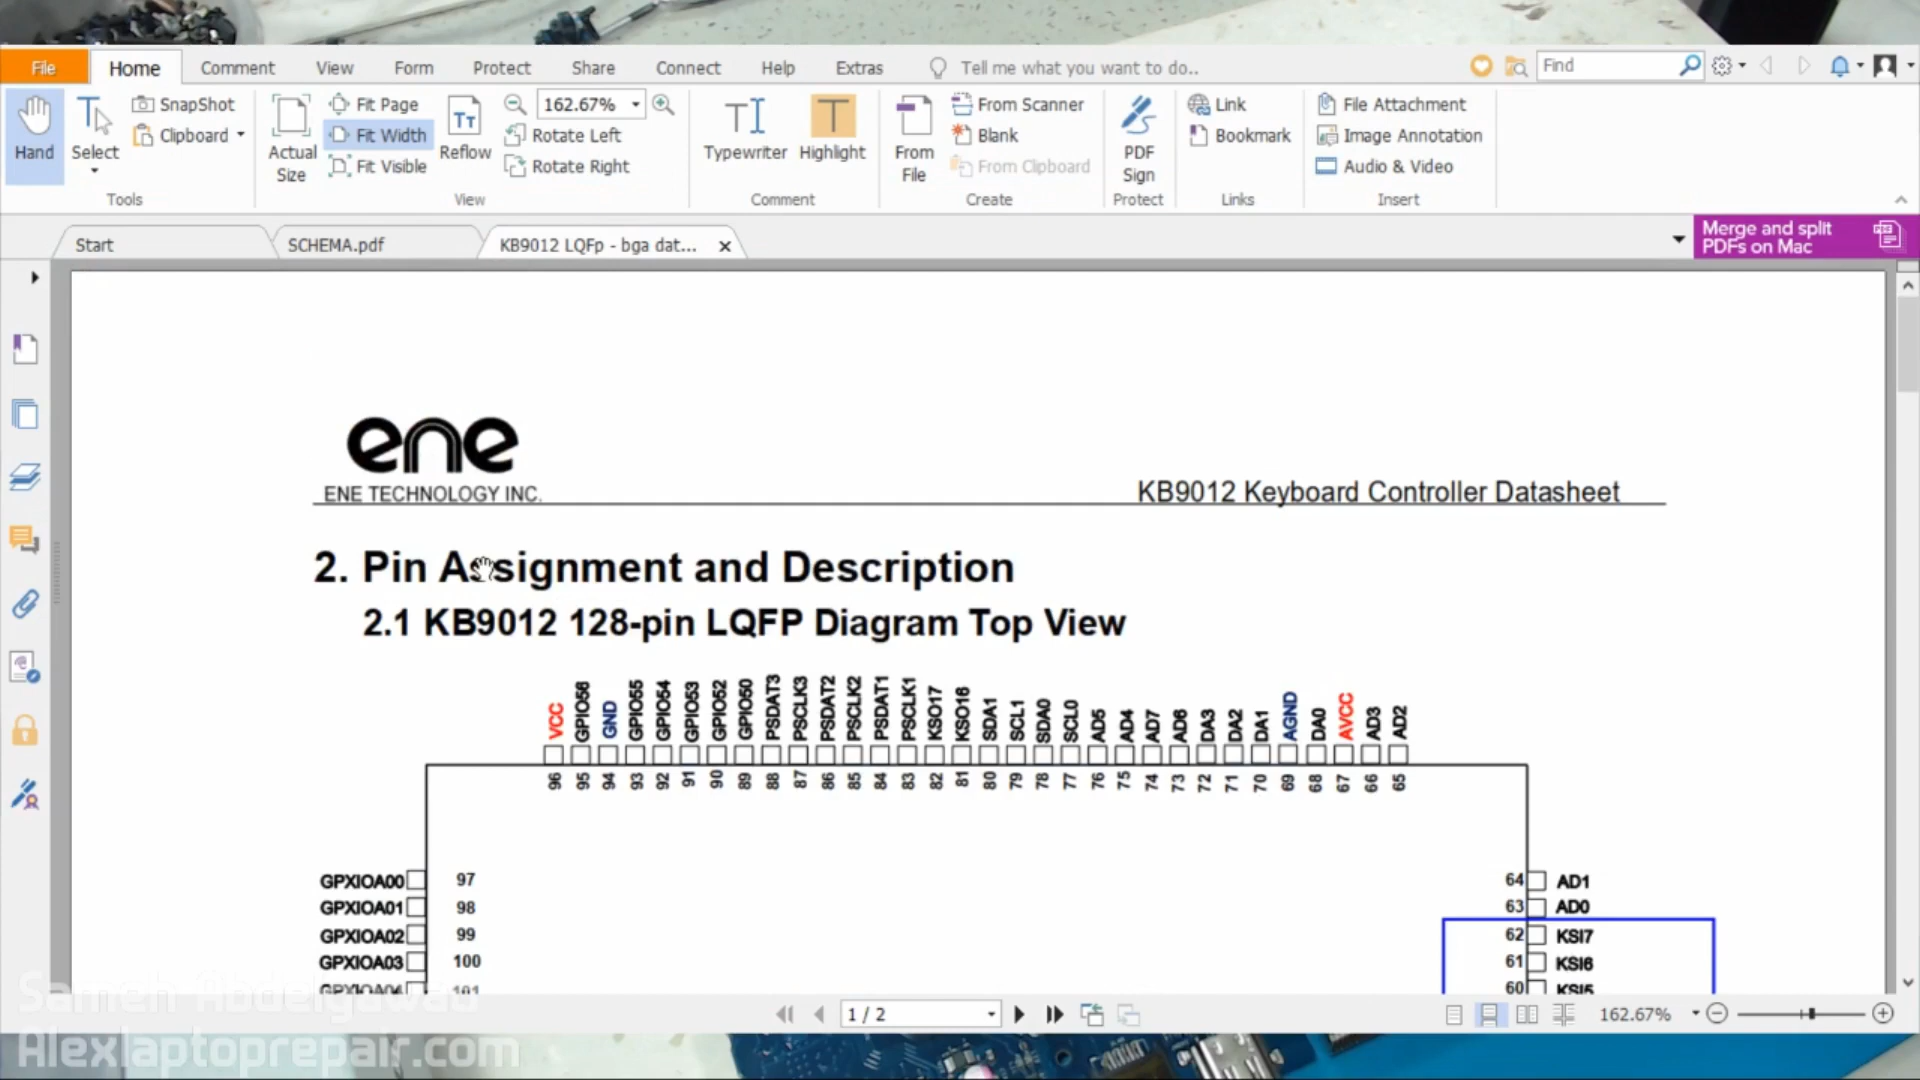 File Home Comment View Form Protect Share Connect Help Extras Tell me what you want to do.. Find
Hand Select SnapShot Clipboard Actual Size Fit Page Fit Width Fit Visible Reflow 162.67% Rotate Left Rotate Right Typewriter Highlight From File From Scanner Blank From Clipboard PDF Sign Link Bookmark File Attachment Image Annotation Audio & Video
Tools View Comment Create Protect Links Insert
Start SCHEMA.pdf KB9012 LQFp - bga dat... Merge and split
PDFs on Mac
ene
ENE TECHNOLOGY INC. KB9012 Keyboard Controller Datasheet
2. Pin Assignment and Description
2.1 KB9012 128-pin LQFP Diagram Top View
VCC GPIO56 GND GPIO55 GPIO54 GPIO53 GPIO52 GPIO50 PSDAT3 PSCLK3 PSDAT2 PSCLK2 PSDAT1 PSCLK1 KSO17 KSO16 SDA1 SCL1 SDA0 SCL0 AD5 AD4 AD7 AD6 DA3 DA2 DA1 AGND DA0 AVCC AD3 AD2
96 95 94 93 92 91 90 89 88 87 86 85 84 83 82 81 80 79 78 77 76 75 74 73 72 71 70 69 68 67 66 65
GPXIOA00 97 64 AD1
GPXIOA01 98 63 AD0
GPXIOA02 99 62 KSI7
GPXIOA03 100 61 KSI6
GPXIOA04 101 60 KSI5
Sameh Abdelgawad
Alexlaptoprepair.com
1 / 2 162.67%